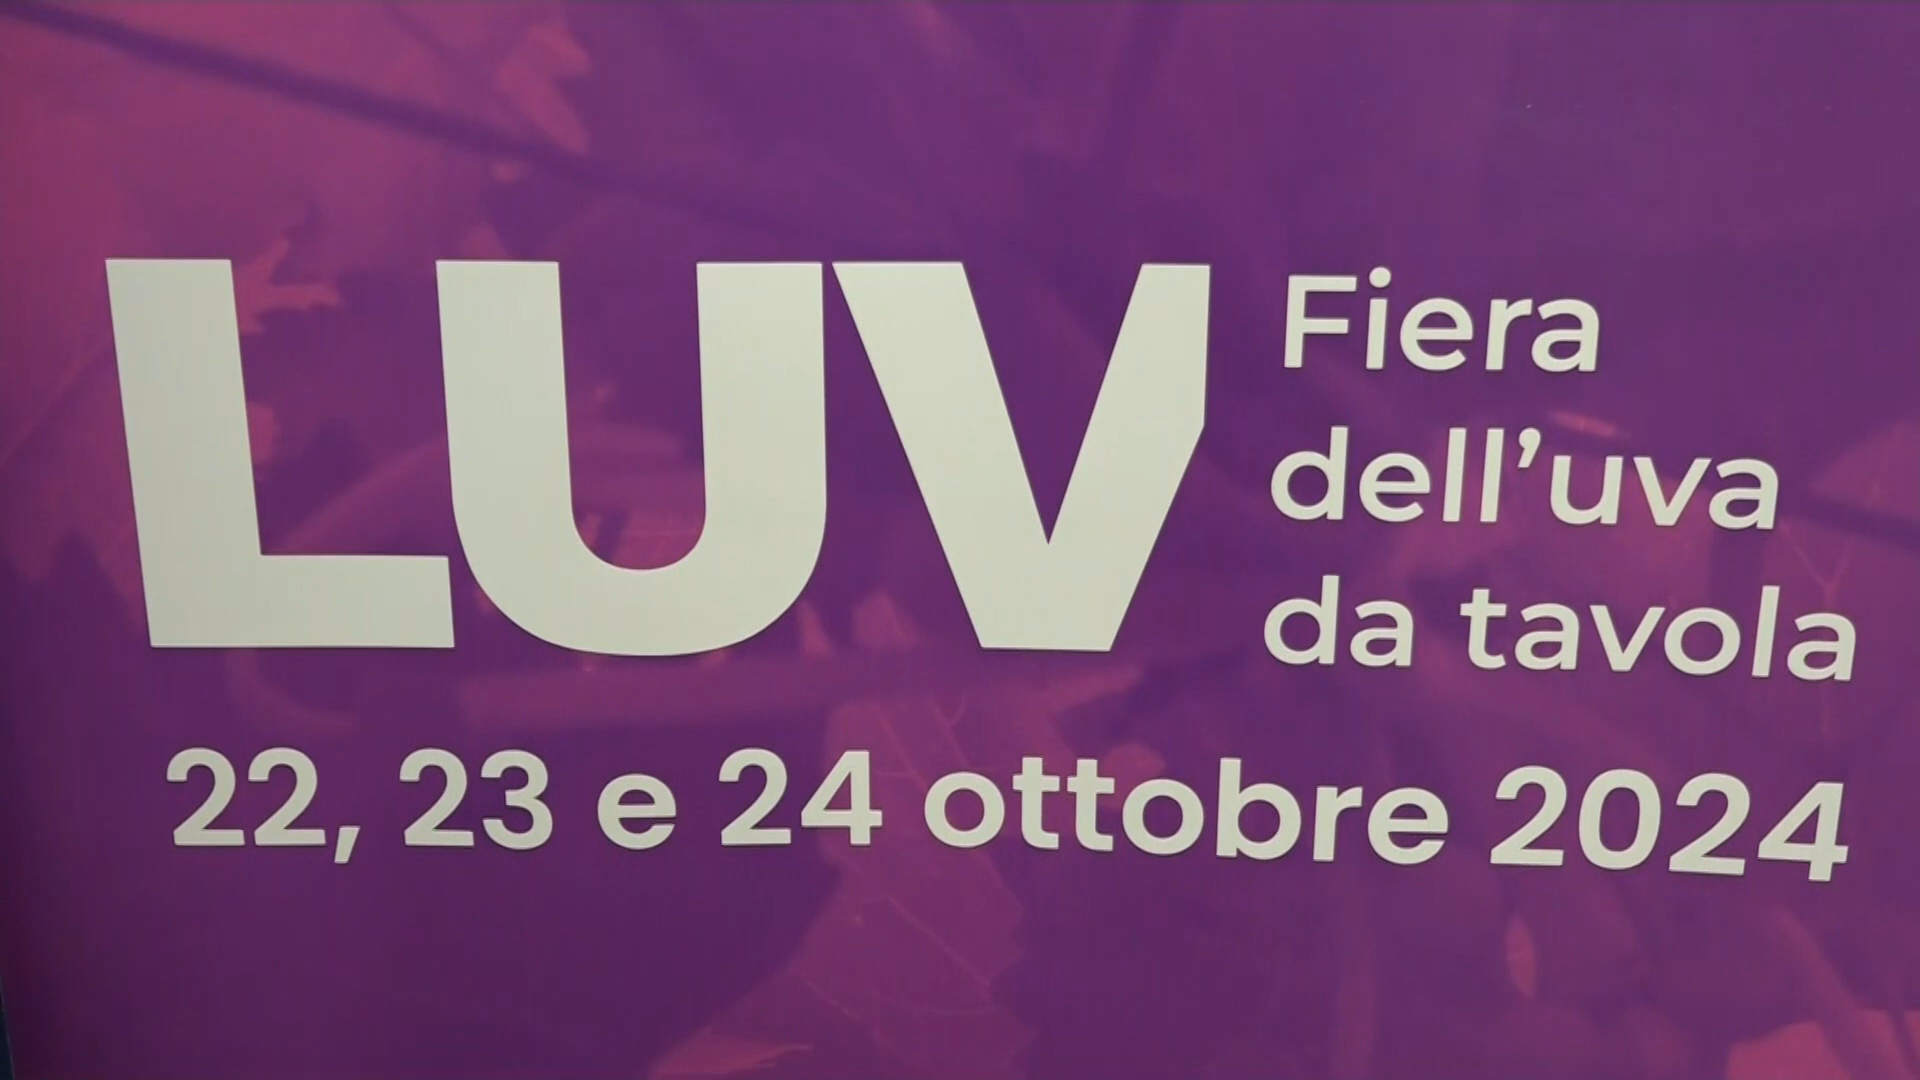 LUV
Fiera
dell’uva
da tavola
22, 23 e 24 ottobre 2024